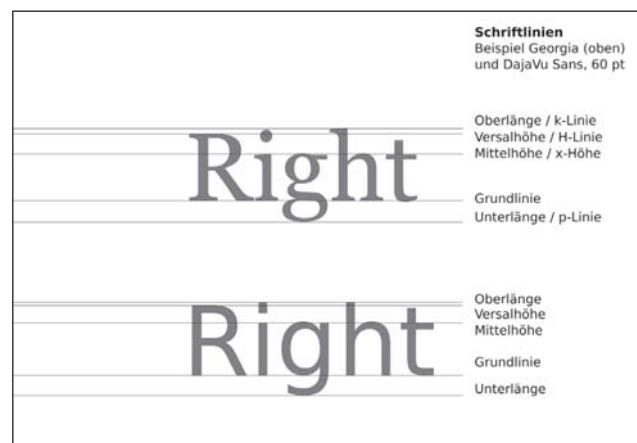 Schriftlinien
Beispiel Georgia (oben)
und DajaVu Sans, 60 pt
Oberlänge / k-Linie
Versalhöhe / H-Linie
Mittelhöhe / x-Höhe
Right
Grundlinie
Unterlänge / p-Linie
Oberlänge
Versalhöhe
Mittelhöhe
Right
Grundlinie
Unterlänge